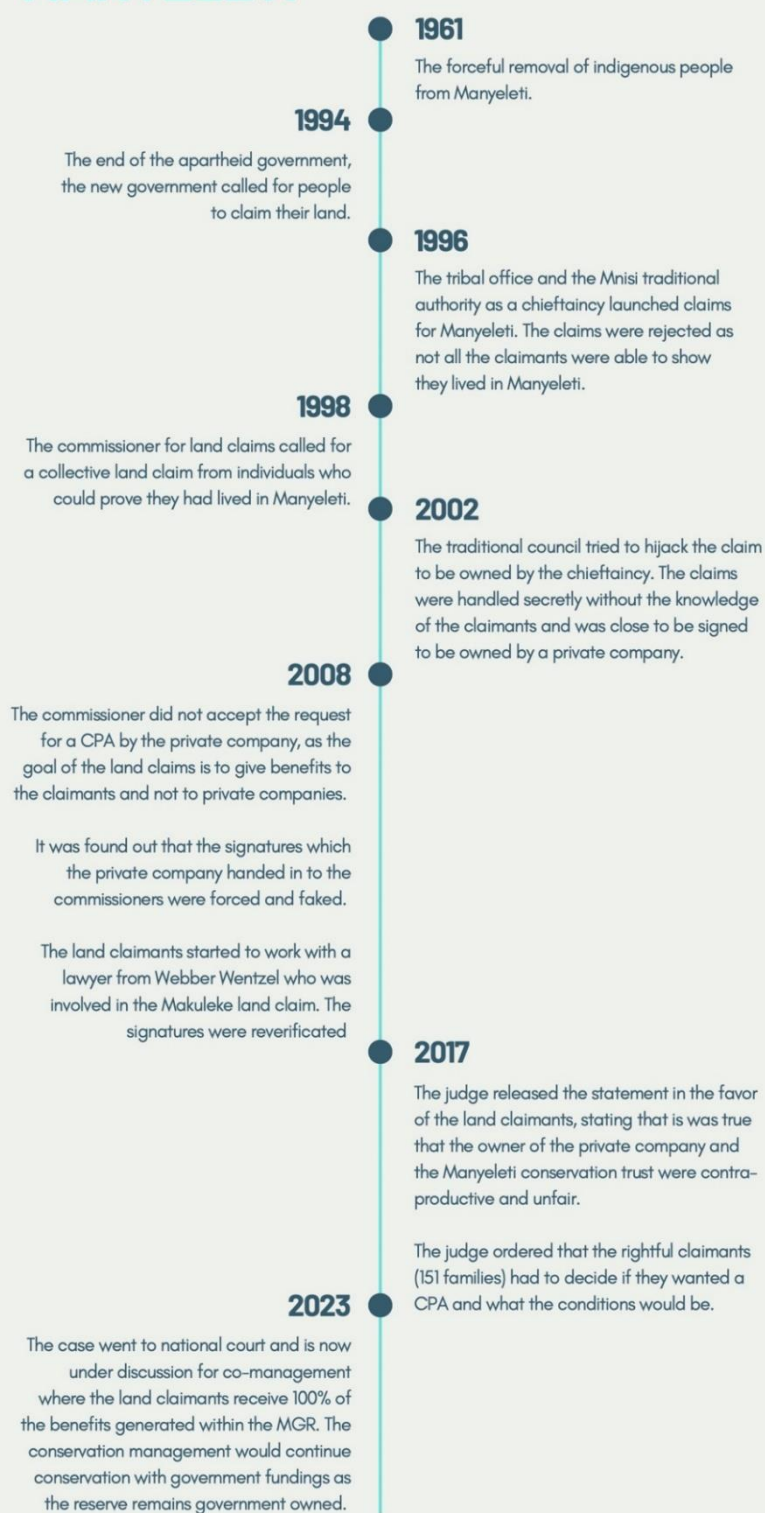 1961
The forceful removal of indigenous people
from Manyeleti.
1994
The end of the apartheid government,
the new government called for people
to claim their land.
1996
The tribal office and the Mnisi traditional
authority as a chieftaincy launched claims
for Manyeleti. The claims were rejected as
not all the claimants were able to show
they lived in Manyeleti.
1998
The commissioner for land claims called for
a collective land claim from individuals who
could prove they had lived in Manyeleti.
2002
The traditional council tried to hijack the claim
to be owned by the chieftaincy. The claims
were handled secretly without the knowledge
of the claimants and was close to be signed
to be owned by a private company.
2008
The commissioner did not accept the request
for a CPA by the private company, as the
goal of the land claims is to give benefits to
the claimants and not to private companies.
It was found out that the signatures which
the private company handed in to the
commissioners were forced and faked.
The land claimants started to work with a
lawyer from Webber Wentzel who was
involved in the Makuleke land claim. The
signatures were reverificated
2017
The judge released the statement in the favor
of the land claimants, stating that is was true
that the owner of the private company and
the Manyeleti conservation trust were contra-
productive and unfair.
The judge ordered that the rightful claimants
(151 families) had to decide if they wanted a
CPA and what the conditions would be.
2023
The case went to national court and is now
under discussion for co-management
where the land claimants receive 100% of
the benefits generated within the MGR. The
conservation management would continue
conservation with government fundings as
the reserve remains government owned.